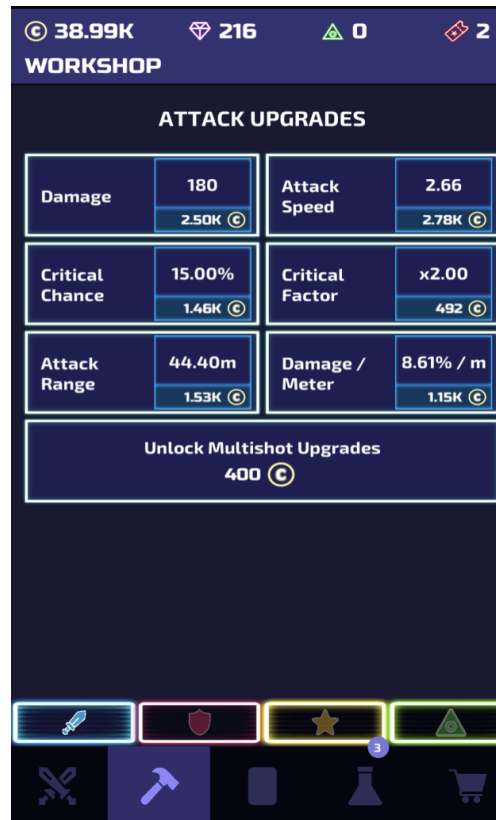 © 38.99K 216 0 2
WORKSHOP
ATTACK UPGRADES
Damage 180 2.50K ©
Attack Speed 2.66 2.78K ©
Critical Chance 15.00% 1.46K ©
Critical Factor x2.00 492 ©
Attack Range 44.40m 1.53K ©
Damage / Meter 8.61% / m 1.15K ©
Unlock Multishot Upgrades
400 ©
3